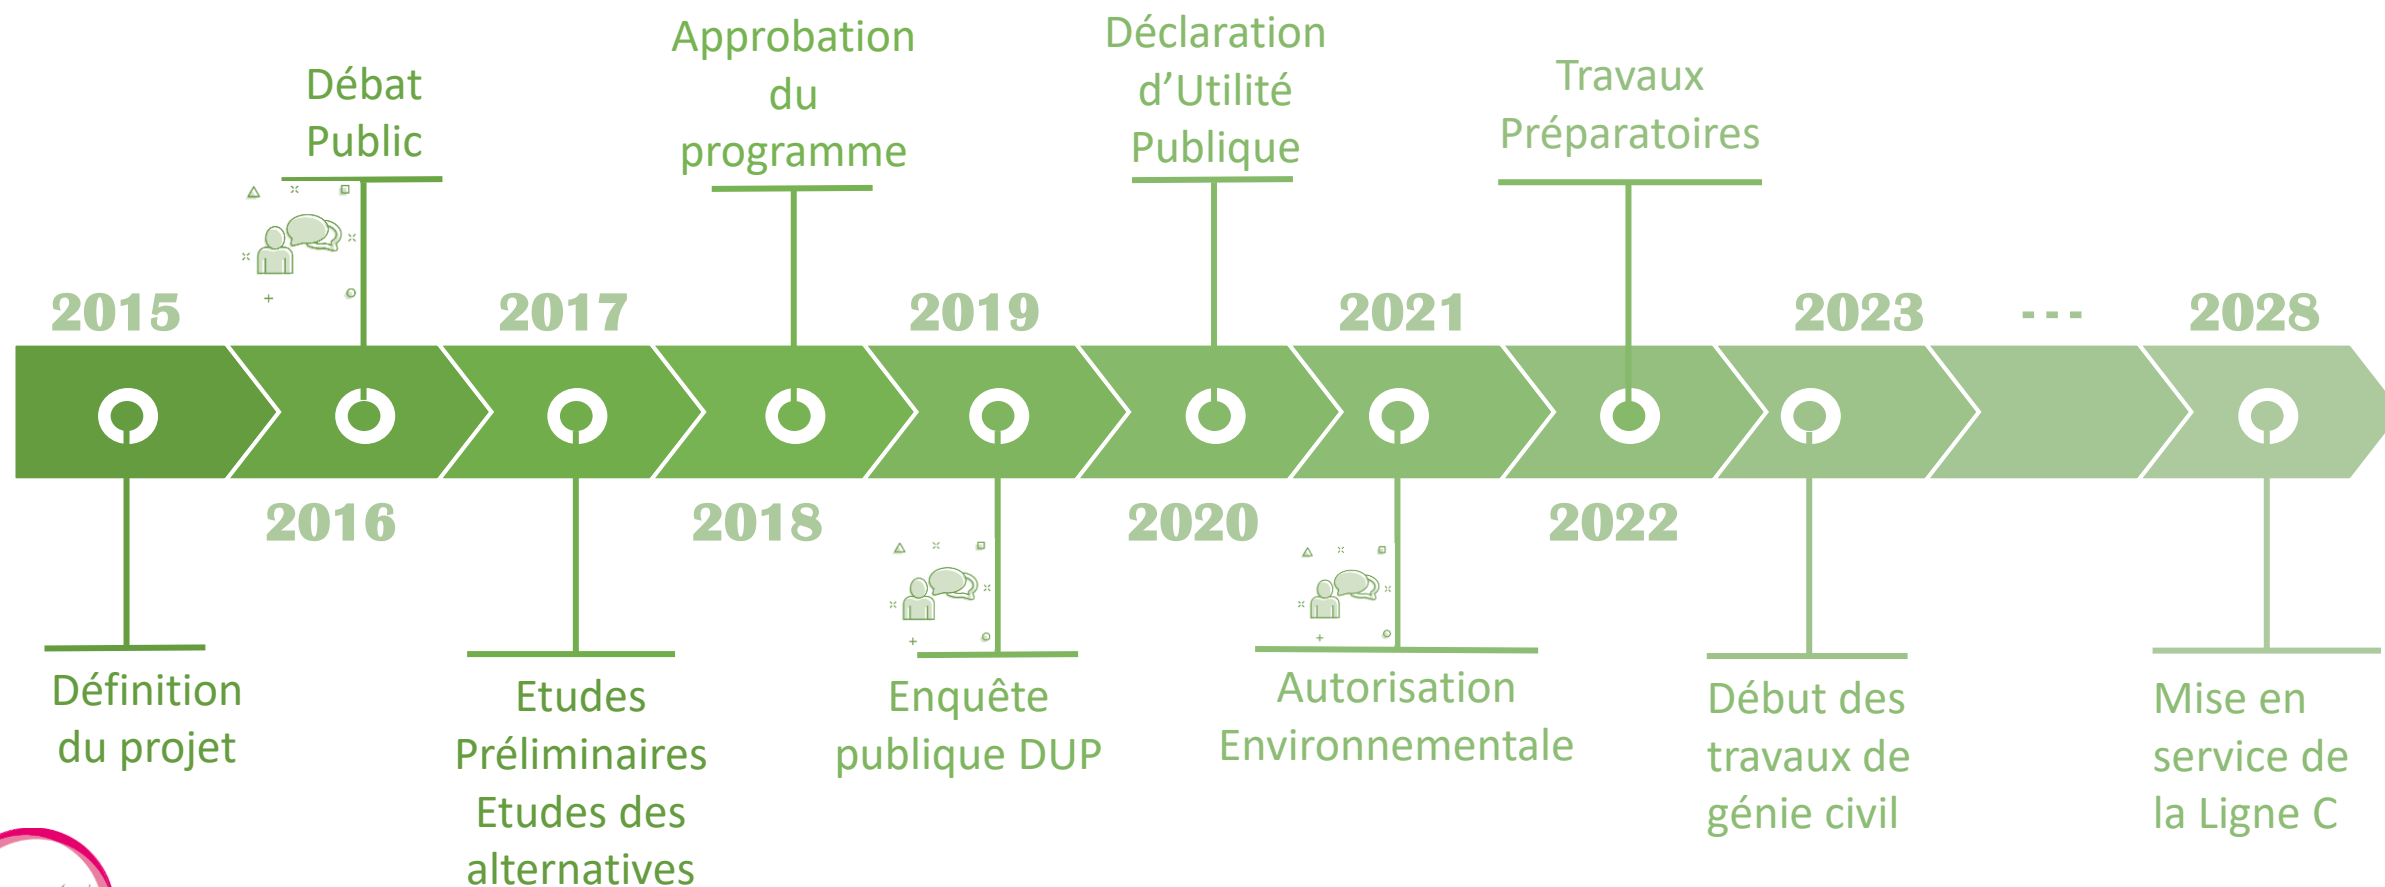 Débat
Public
Approbation
du
programme
Déclaration
d’Utilité
Publique
Travaux
Préparatoires
2015
2017
2019
2021
2023
---
2028
2016
2018
2020
2022
Définition
du projet
Etudes
Préliminaires
Etudes des
alternatives
Enquête
publique DUP
Autorisation
Environnementale
Début des
travaux de
génie civil
Mise en
service de
la Ligne C